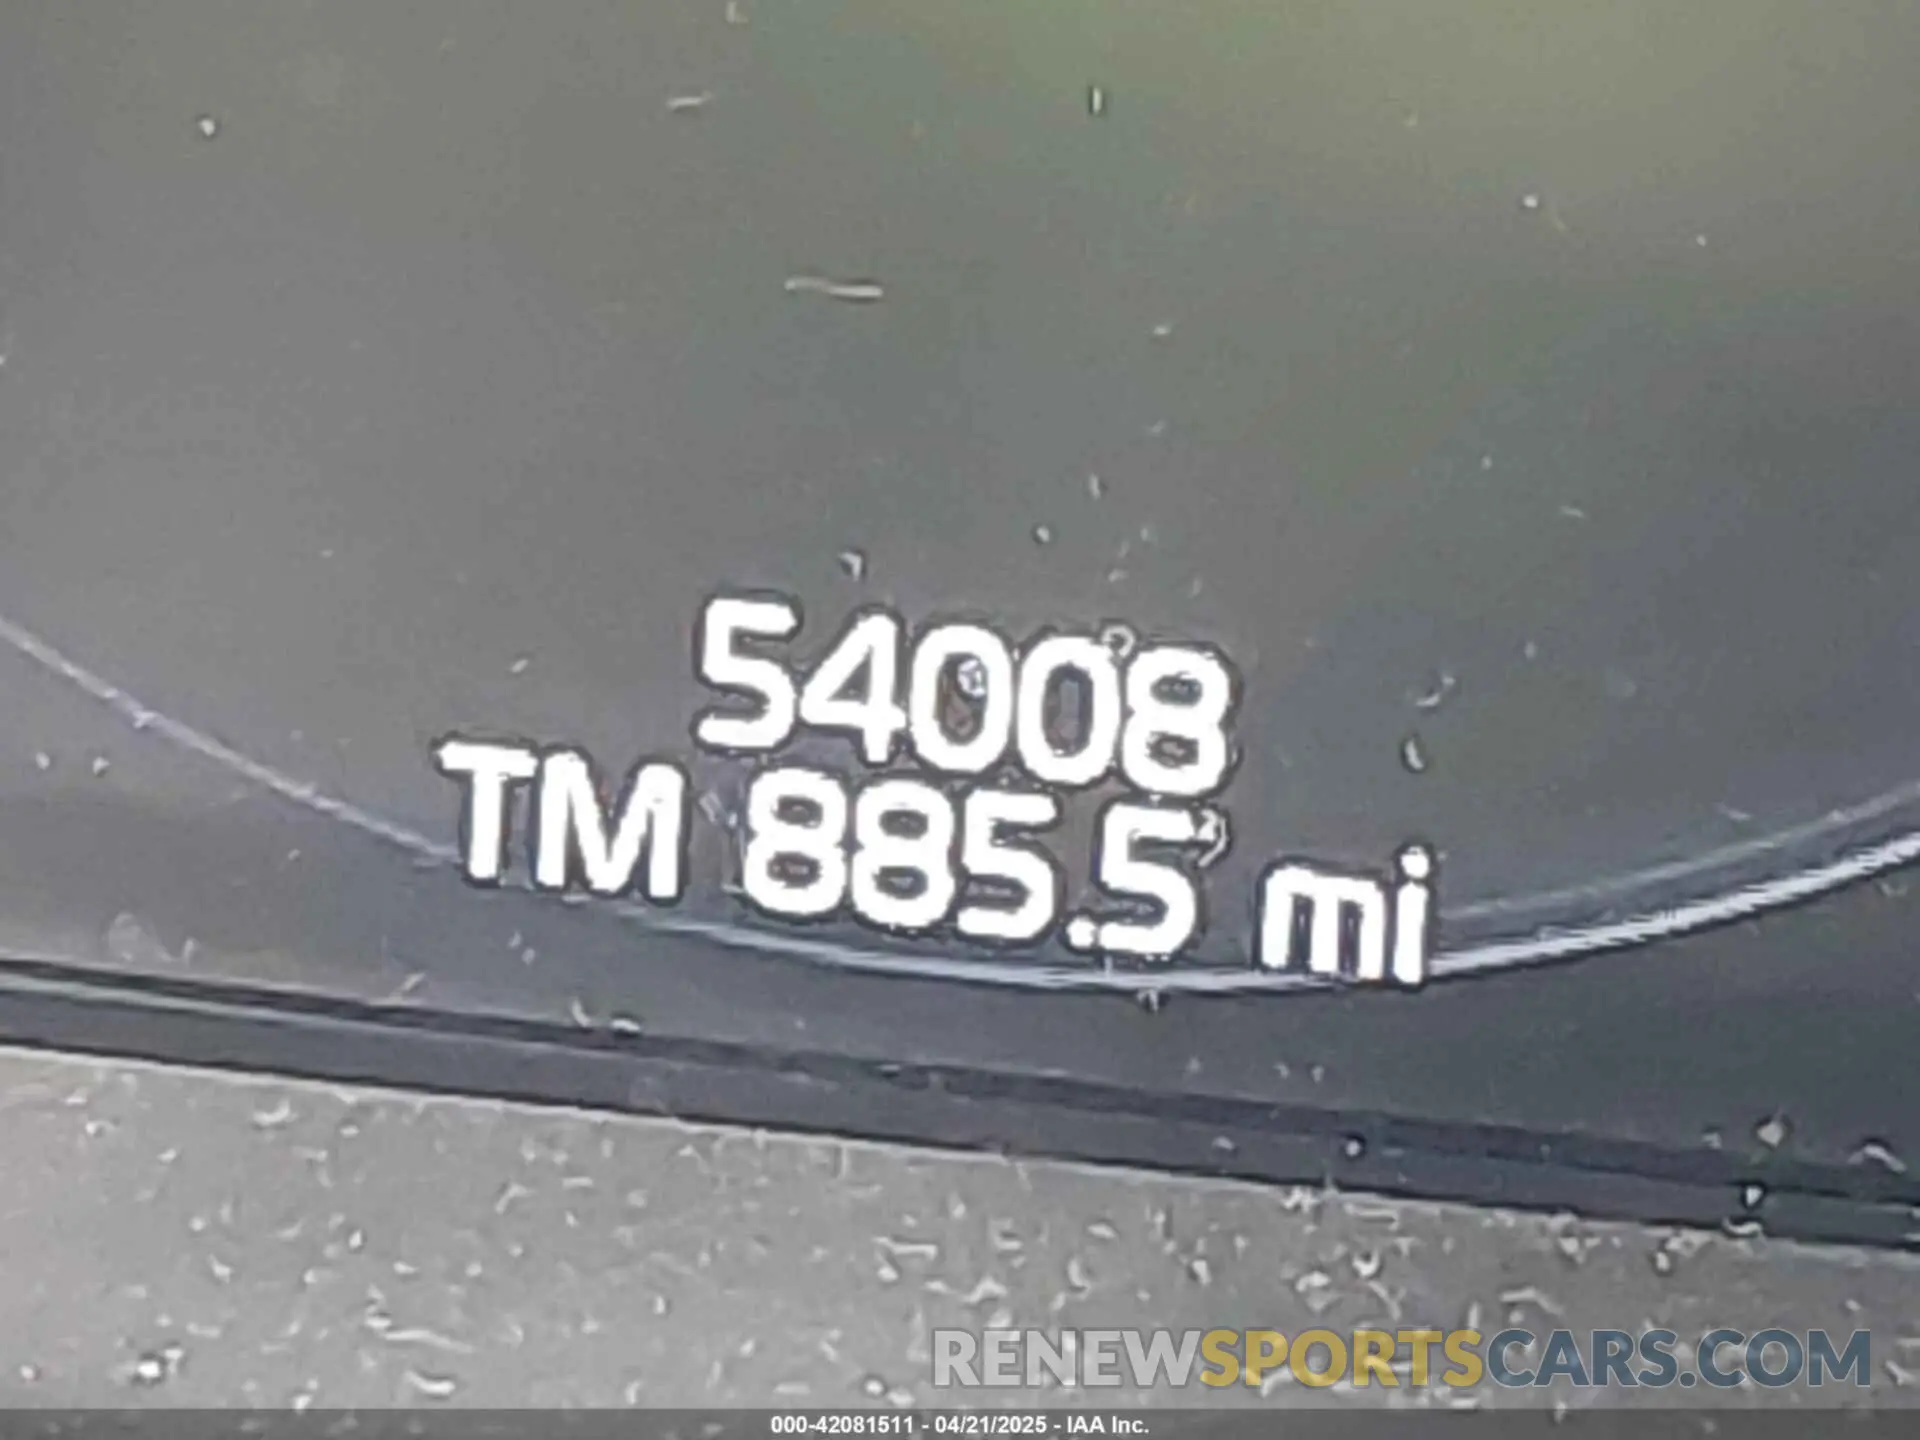 54008
TM 885.5 mi
RENEWSPORTSCARS.COM
000-42081511 - 04/21/2025 - IAA Inc.